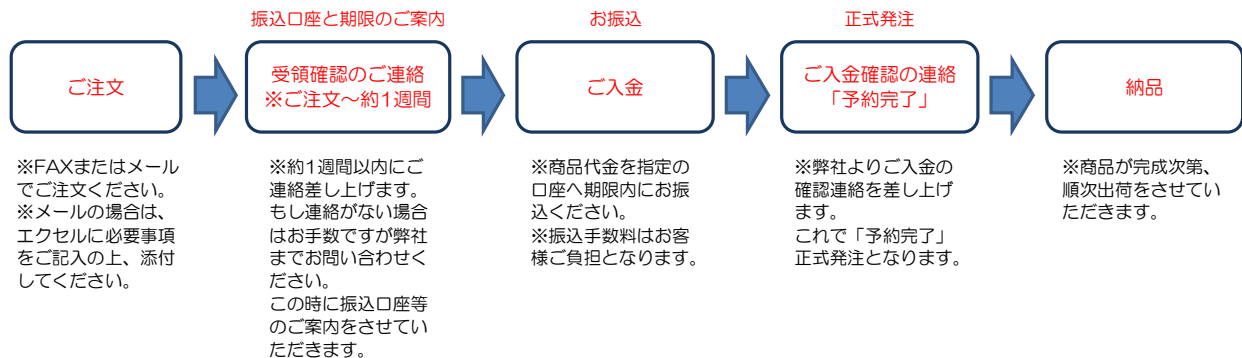 振込口座と期限のご案内
お振込
正式発注
ご注文
受領確認のご連絡
※ご注文～約1週間
ご入金
ご入金確認の連絡
「予約完了」
納品
※FAXまたはメール
でご注文ください。
※メールの場合は、
エクセルに必要事項
をご記入の上、添付
してください。
※約1週間以内にご
連絡差し上げます。
もし連絡がない場合
はお手数ですが弊社
までお問い合わせく
ださい。
この時に振込口座等
のご案内をさせてい
ただきます。
※商品代金を指定の
口座へ期限内にお振
込ください。
※振込手数料はお客
様ご負担となります。
※弊社よりご入金の
確認連絡を差し上げ
ます。
これで「予約完了」
正式発注となります。
※商品が完成次第、
順次出荷をさせてい
ただきます。